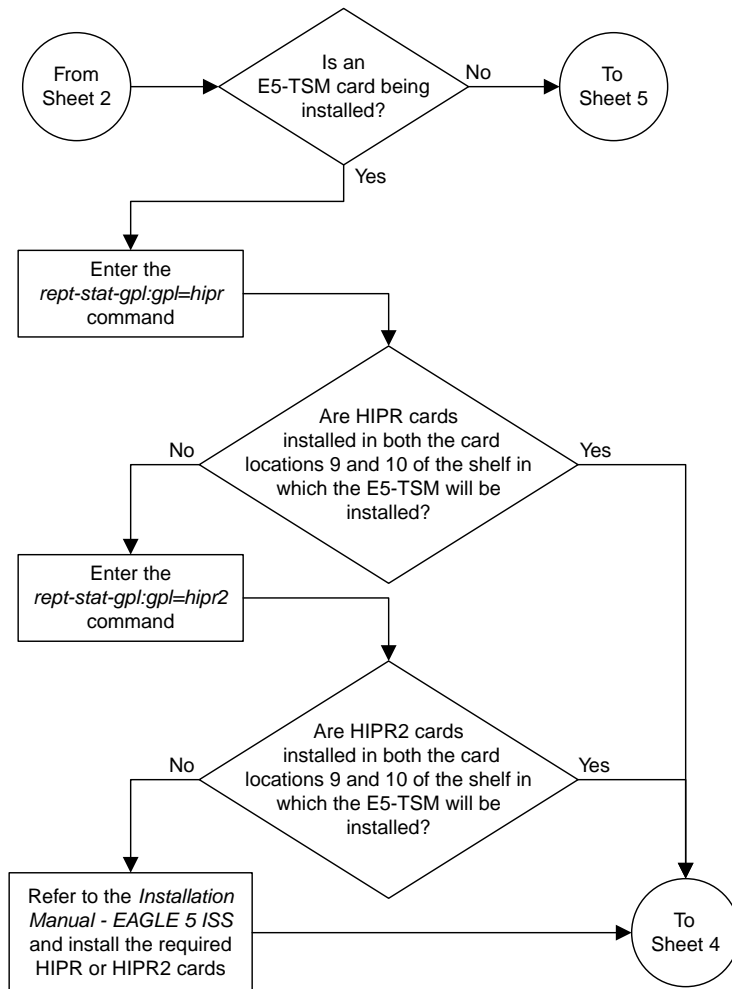 From
Sheet 2
Is an
E5-TSM card being
installed?
No
To
Sheet 5
Yes
Enter the
rept-stat-gpl:gpl=hipr
command
Are HIPR cards
installed in both the card
locations 9 and 10 of the shelf in
which the E5-TSM will be
installed?
No
Yes
Enter the
rept-stat-gpl:gpl=hipr2
command
Are HIPR2 cards
installed in both the card
locations 9 and 10 of the shelf in
which the E5-TSM will be
installed?
No
Yes
Refer to the Installation
Manual - EAGLE 5 ISS
and install the required
HIPR or HIPR2 cards
To
Sheet 4